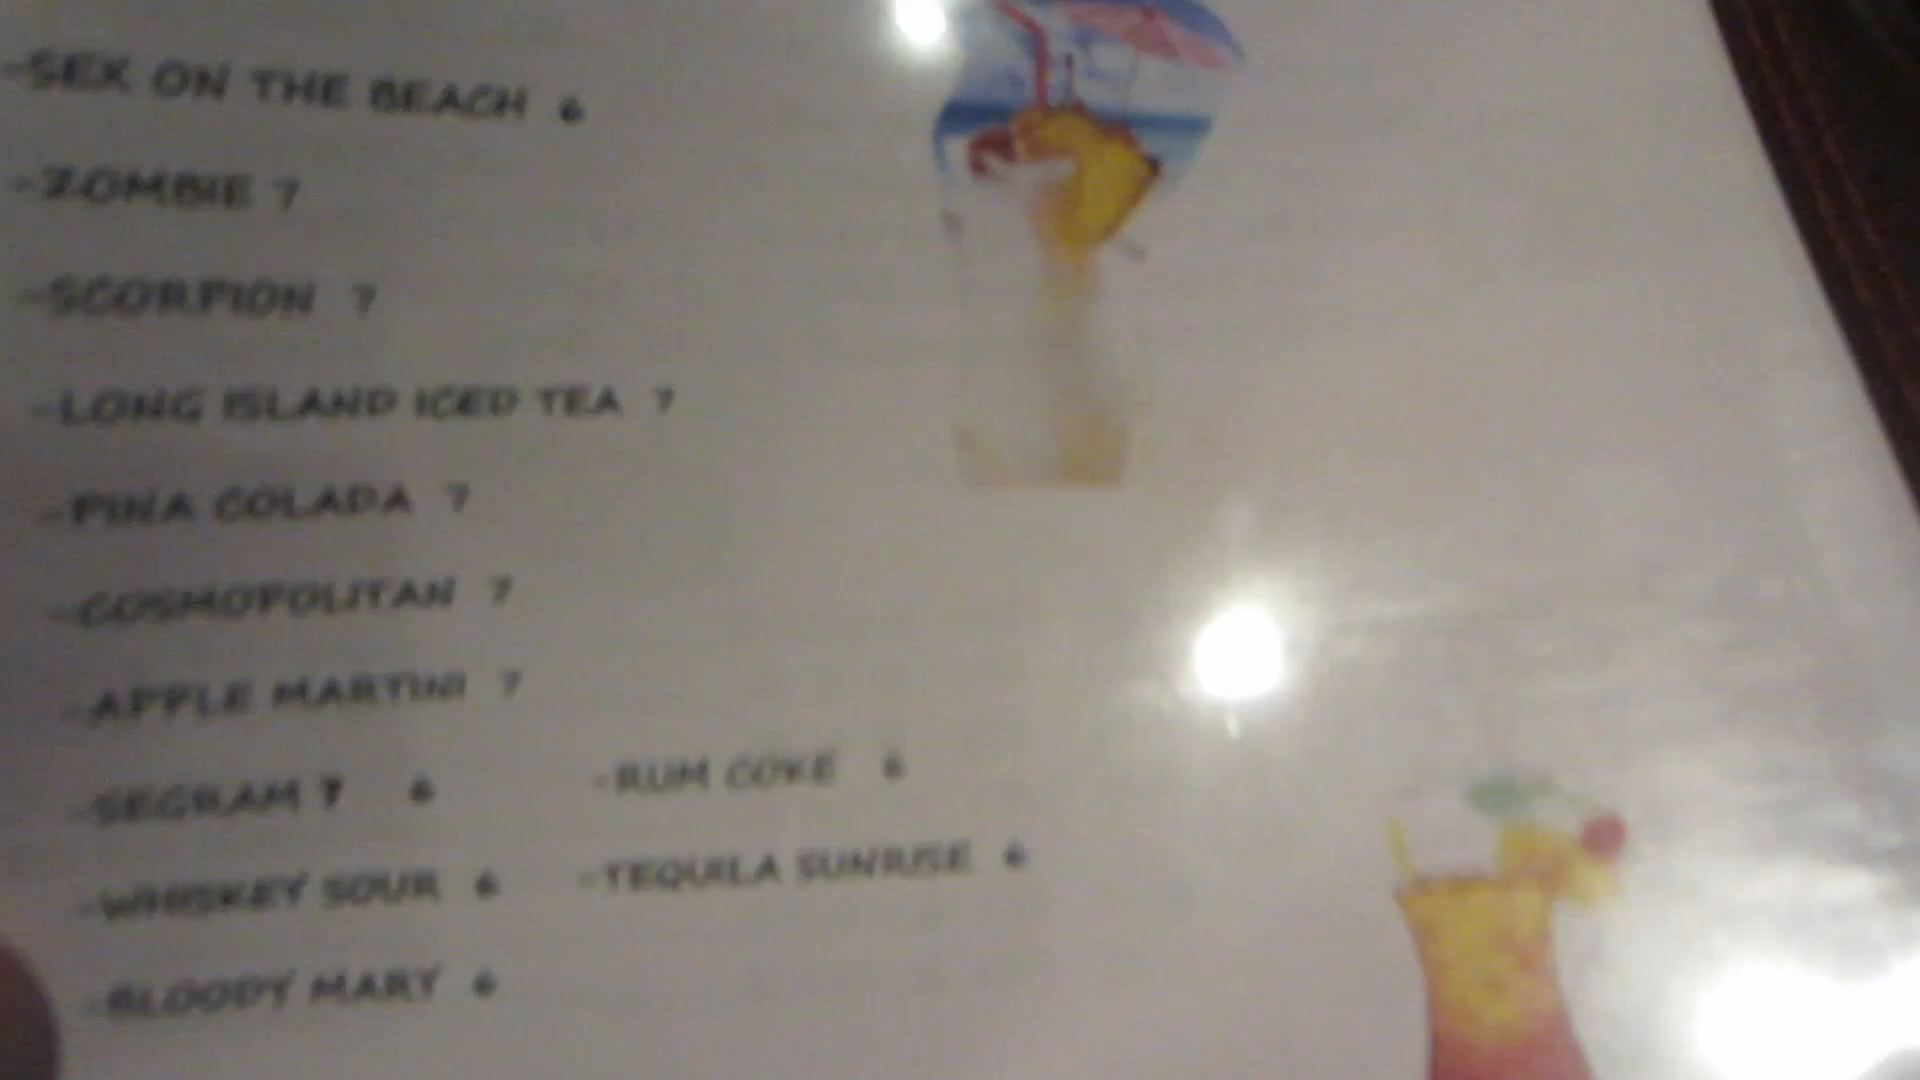 -SEX ON THE BEACH 6
-ZOMBIE 7
-SCORPION 7
-LONG ISLAND ICED TEA 7
-PINA COLADA 7
-COSMOPOLITAN 7
-APPLE MARTINI 7
-SEGRAM 7 6 -RUM COKE 6
-WHISKEY SOUR 6 -TEQUILA SUNRISE 6
-BLOODY MARY 6